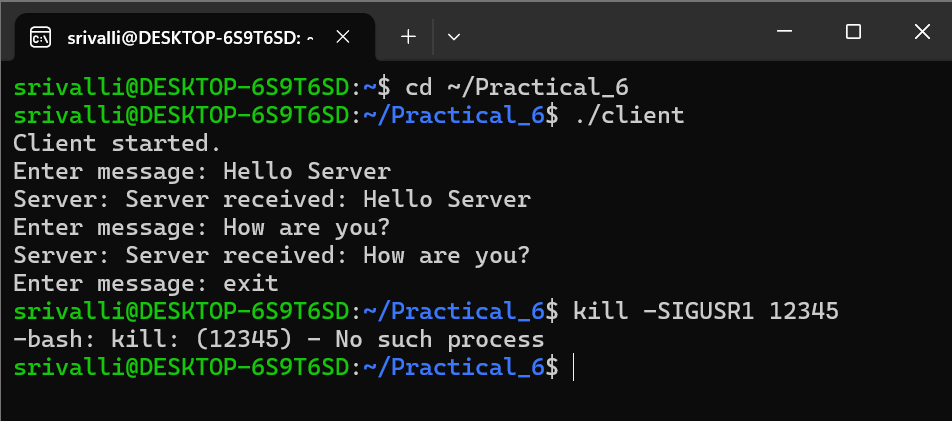 srivalli@DESKTOP-6S9T6SD: ~
srivalli@DESKTOP-6S9T6SD:~$ cd ~/Practical_6
srivalli@DESKTOP-6S9T6SD:~/Practical_6$ ./client
Client started.
Enter message: Hello Server
Server: Server received: Hello Server
Enter message: How are you?
Server: Server received: How are you?
Enter message: exit
srivalli@DESKTOP-6S9T6SD:~/Practical_6$ kill -SIGUSR1 12345
-bash: kill: (12345) - No such process
srivalli@DESKTOP-6S9T6SD:~/Practical_6$